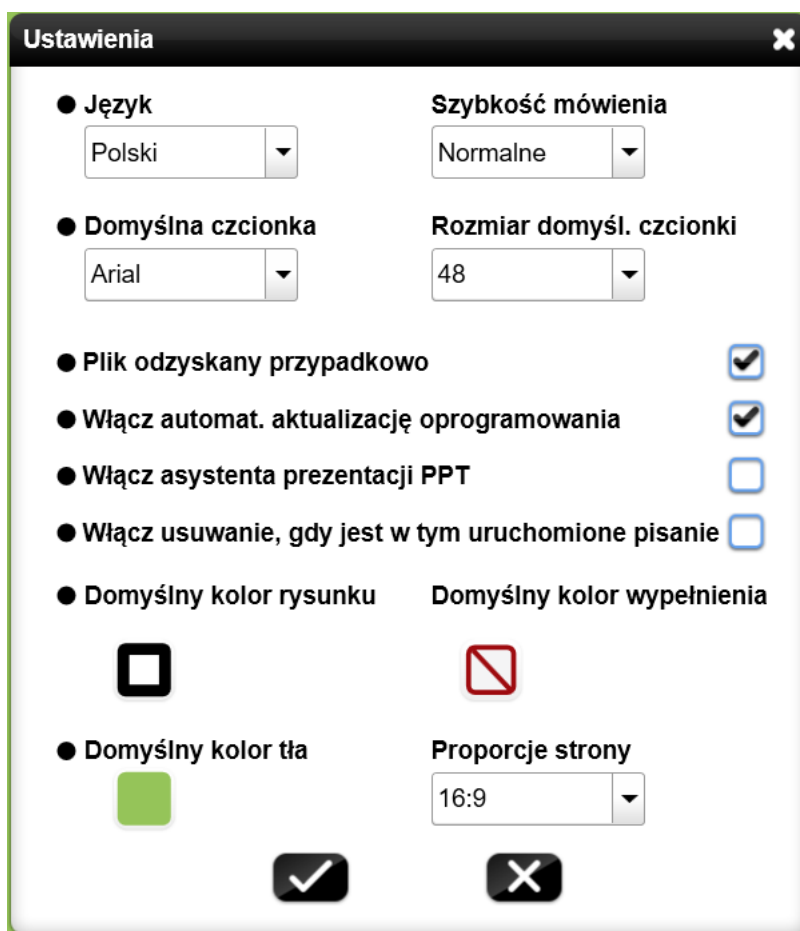 Ustawienia
Język
Szybkość mówienia
Polski
Normalne
Domyślna czcionka
Rozmiar domyśl. czcionki
Arial
48
Plik odzyskany przypadkowo
Włącz automat. aktualizację oprogramowania
Włącz asystenta prezentacji PPT
Włącz usuwanie, gdy jest w tym uruchomione pisanie
Domyślny kolor rysunku
Domyślny kolor wypełnienia
Domyślny kolor tła
Proporcje strony
16:9